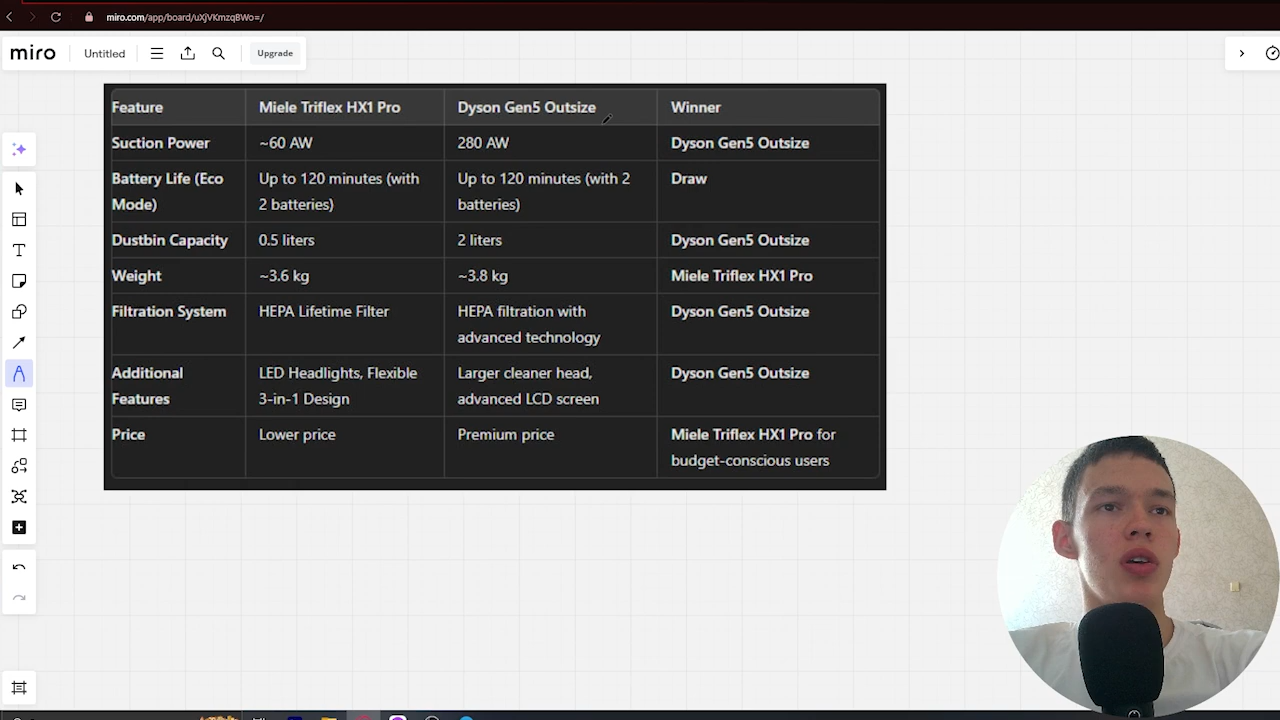 miro.com/app/board/uXjVKmzqBWo=/
miro Untitled Upgrade
Feature Miele Triflex HX1 Pro Dyson Gen5 Outsize Winner
Suction Power ~60 AW 280 AW Dyson Gen5 Outsize
Battery Life (Eco Up to 120 minutes (with Up to 120 minutes (with 2 Draw
Mode) 2 batteries) batteries)
Dustbin Capacity 0.5 liters 2 liters Dyson Gen5 Outsize
Weight ~3.6 kg ~3.8 kg Miele Triflex HX1 Pro
Filtration System HEPA Lifetime Filter HEPA filtration with Dyson Gen5 Outsize
advanced technology
Additional LED Headlights, Flexible Larger cleaner head, Dyson Gen5 Outsize
Features 3-in-1 Design advanced LCD screen
Price Lower price Premium price Miele Triflex HX1 Pro for
budget-conscious users